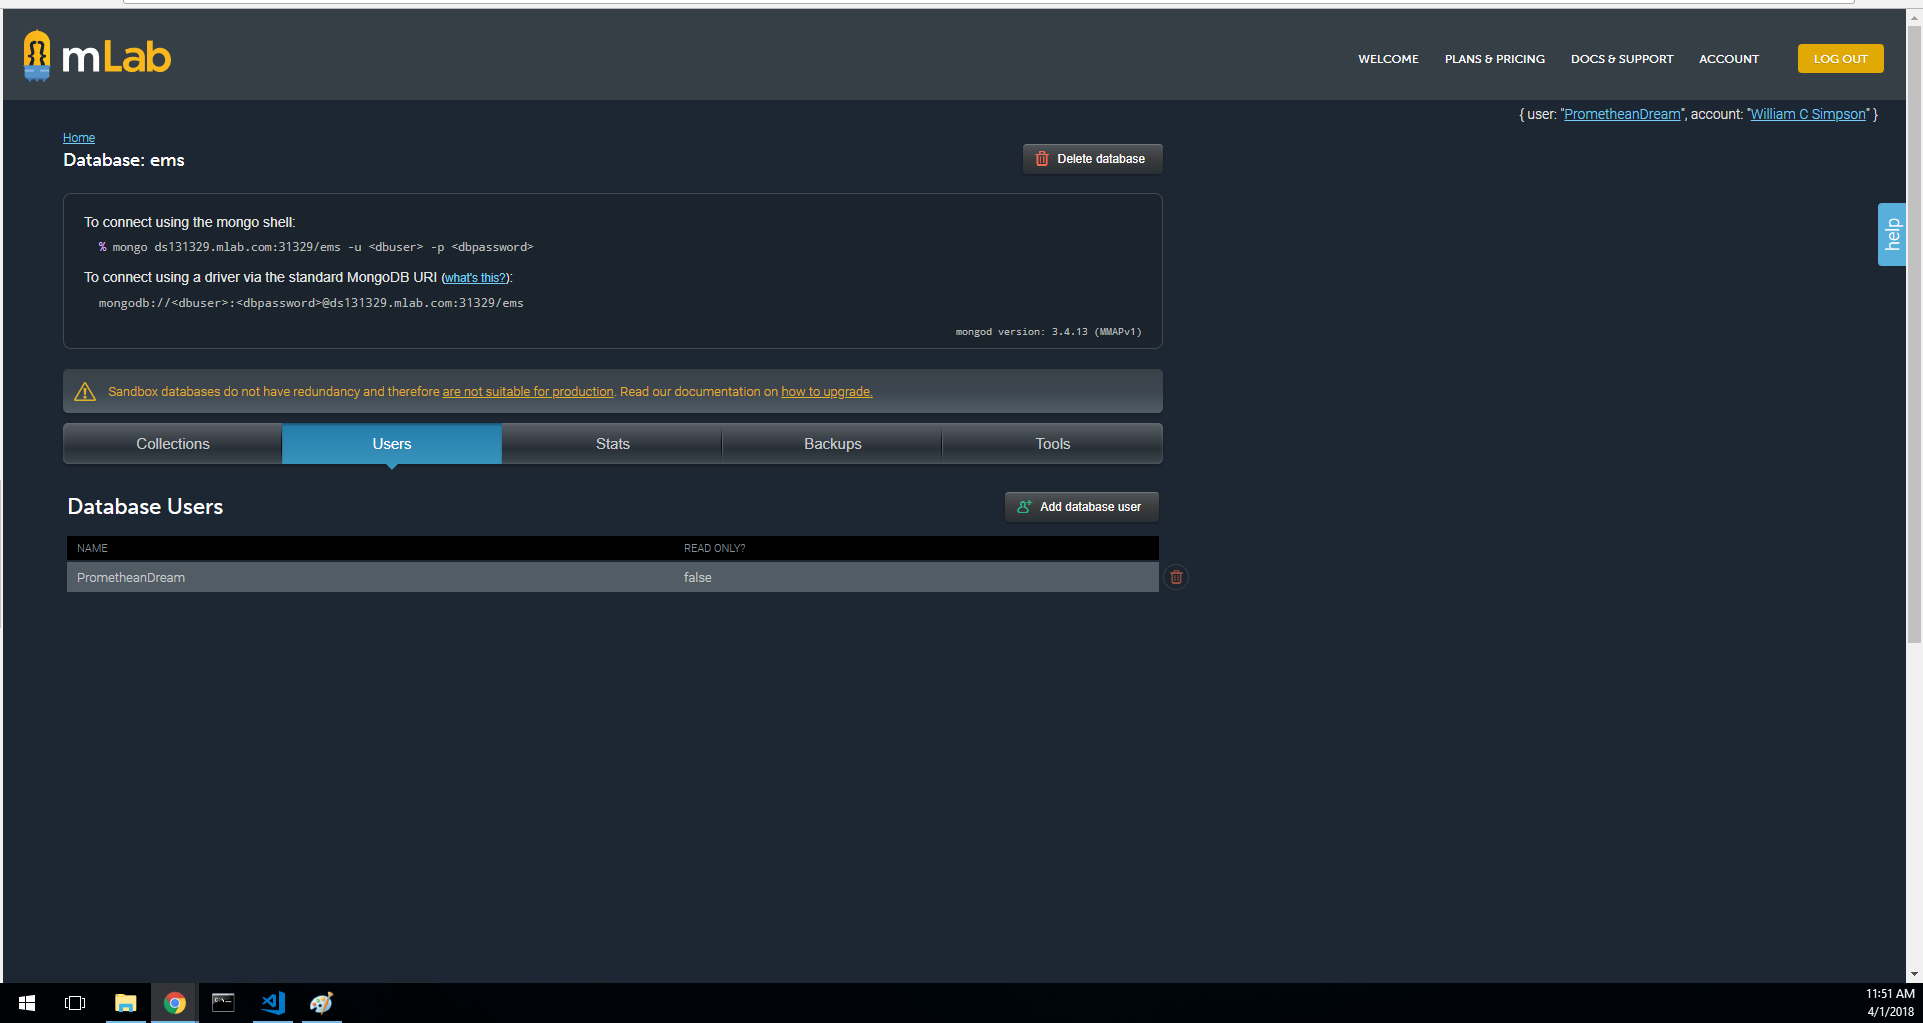 mLab
WELCOME PLANS & PRICING DOCS & SUPPORT ACCOUNT LOG OUT
{ user: "PrometheanDream", account: "William C Simpson" }
Home
Database: ems
Delete database
To connect using the mongo shell:
% mongo ds131329.mlab.com:31329/ems -u <dbuser> -p <dbpassword>
To connect using a driver via the standard MongoDB URI (what's this?):
mongodb://<dbuser>:<dbpassword>@ds131329.mlab.com:31329/ems
mongod version: 3.4.13 (MMAPv1)
help
Sandbox databases do not have redundancy and therefore are not suitable for production. Read our documentation on how to upgrade.
Collections Users Stats Backups Tools
Database Users
Add database user
NAME READ ONLY?
PrometheanDream false
11:51 AM
4/1/2018